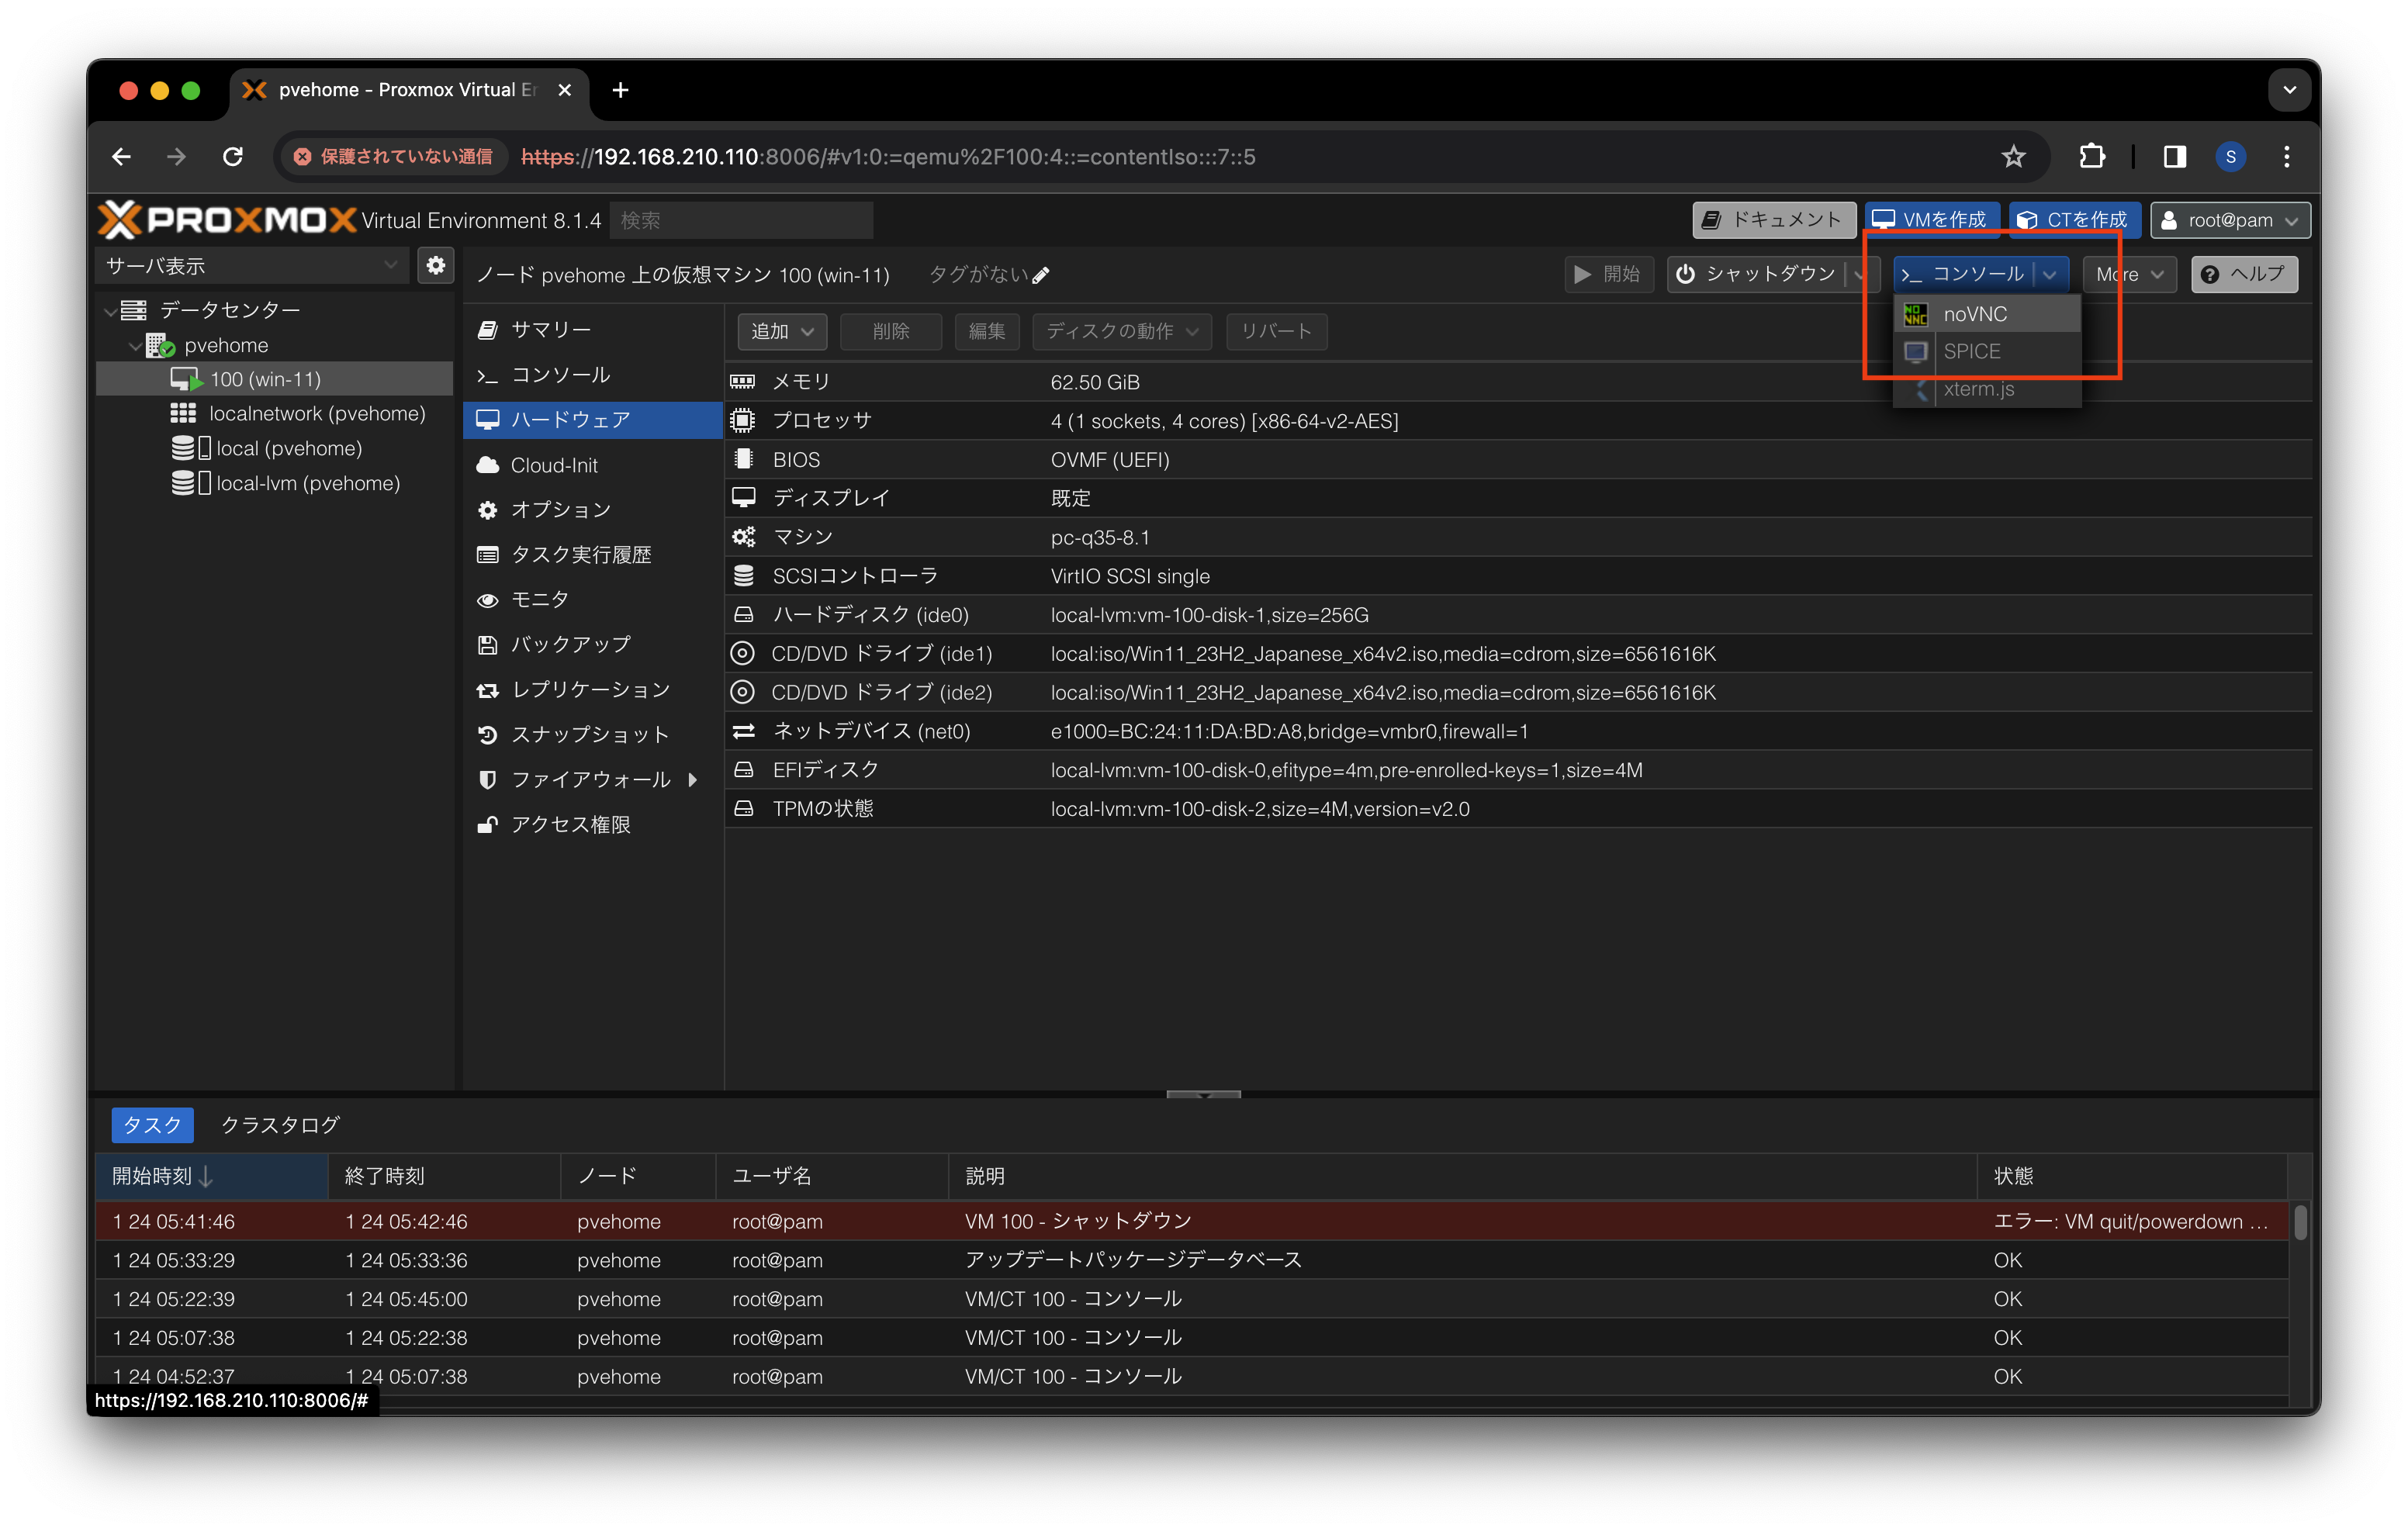 pvehome - Proxmox Virtual Er
保護されていない通信 https://192.168.210.110:8006/#v1:0:=qemu%2F100:4::=contentIso:::7::5
S
PROXMOX Virtual Environment 8.1.4 検索
ドキュメント VMを作成 CTを作成 root@pam
サーバ表示
ノード pvehome 上の仮想マシン 100 (win-11) タグがない
開始 シャットダウン コンソール More ヘルプ
noVNC
SPICE
xterm.js
データセンター
pvehome
100 (win-11)
localnetwork (pvehome)
local (pvehome)
local-lvm (pvehome)
サマリー
コンソール
ハードウェア
Cloud-Init
オプション
タスク実行履歴
モニタ
バックアップ
レプリケーション
スナップショット
ファイアウォール
アクセス権限
追加 削除 編集 ディスクの動作 リバート
メモリ 62.50 GiB
プロセッサ 4 (1 sockets, 4 cores) [x86-64-v2-AES]
BIOS OVMF (UEFI)
ディスプレイ 既定
マシン pc-q35-8.1
SCSIコントローラ VirtIO SCSI single
ハードディスク (ide0) local-lvm:vm-100-disk-1,size=256G
CD/DVD ドライブ (ide1) local:iso/Win11_23H2_Japanese_x64v2.iso,media=cdrom,size=6561616K
CD/DVD ドライブ (ide2) local:iso/Win11_23H2_Japanese_x64v2.iso,media=cdrom,size=6561616K
ネットデバイス (net0) e1000=BC:24:11:DA:BD:A8,bridge=vmbr0,firewall=1
EFIディスク local-lvm:vm-100-disk-0,efitype=4m,pre-enrolled-keys=1,size=4M
TPMの状態 local-lvm:vm-100-disk-2,size=4M,version=v2.0
タスク クラスタログ
開始時刻 終了時刻 ノード ユーザ名 説明 状態
1 24 05:41:46 1 24 05:42:46 pvehome root@pam VM 100 - シャットダウン エラー: VM quit/powerdown ...
1 24 05:33:29 1 24 05:33:36 pvehome root@pam アップデートパッケージデータベース OK
1 24 05:22:39 1 24 05:45:00 pvehome root@pam VM/CT 100 - コンソール OK
1 24 05:07:38 1 24 05:22:38 pvehome root@pam VM/CT 100 - コンソール OK
1 24 04:52:37 1 24 05:07:38 pvehome root@pam VM/CT 100 - コンソール OK
https://192.168.210.110:8006/#